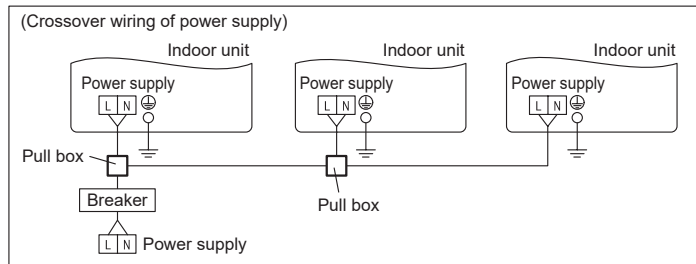 (Crossover wiring of power supply)
Indoor unit
Indoor unit
Indoor unit
Power supply
Power supply
Power supply
L N
L N
L N
Pull box
Pull box
Breaker
L N Power supply